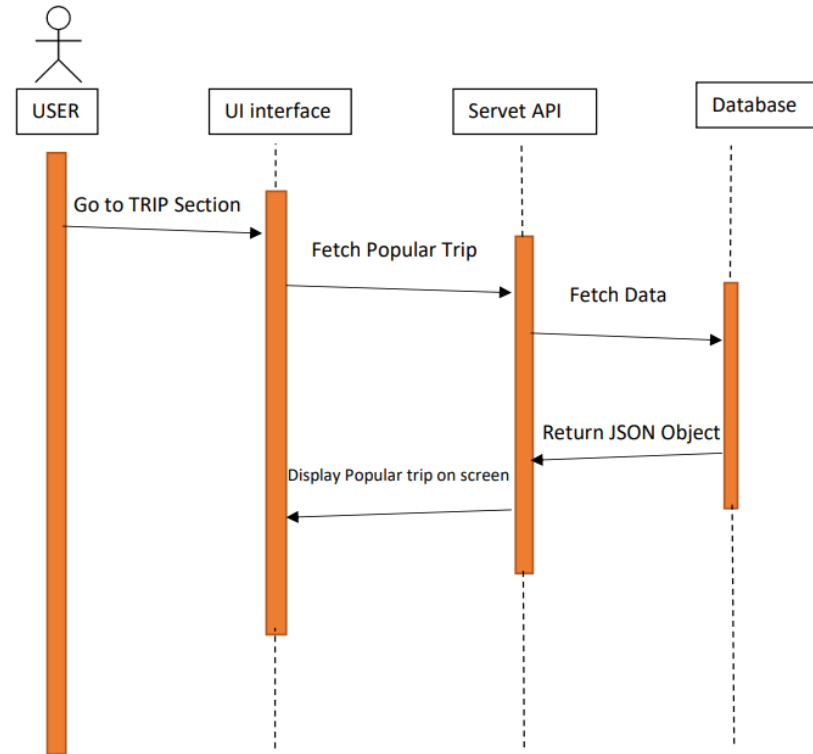 USER
UI interface
Servet API
Database
Go to TRIP Section
Fetch Popular Trip
Fetch Data
Return JSON Object
Display Popular trip on screen